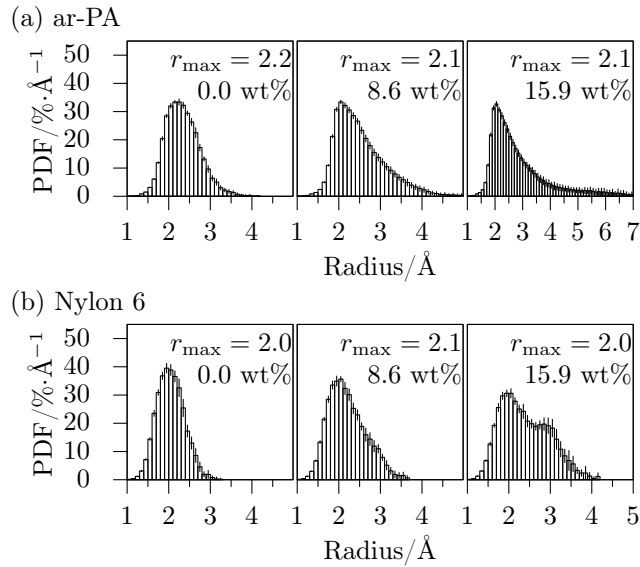 (a) ar-PA
PDF/%·Å−1
50
40
30
20
10
0
rmax = 2.2
0.0 wt%
rmax = 2.1
8.6 wt%
rmax = 2.1
15.9 wt%
1 2 3 4 1 2 3 4 1 2 3 4 5 6 7
Radius/Å Radius/Å
(b) Nylon 6
PDF/%·Å−1
50
40
30
20
10
0
rmax = 2.0
0.0 wt%
rmax = 2.1
8.6 wt%
rmax = 2.0
15.9 wt%
1 2 3 4 1 2 3 4 1 2 3 4 5
Radius/Å Radius/Å